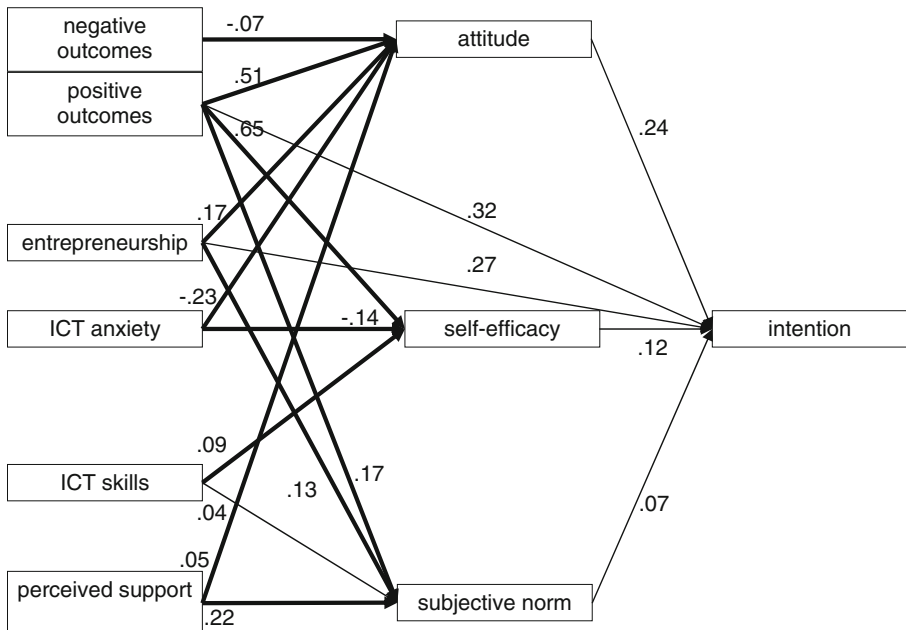 negative
outcomes
-.07
attitude
positive
outcomes
.51
.65
.24
.32
.17
entrepreneurship
.27
-.23
ICT anxiety
-.14
self-efficacy
.12
intention
.09
ICT skills
.17
.13
.04
.07
.05
perceived support
.22
subjective norm